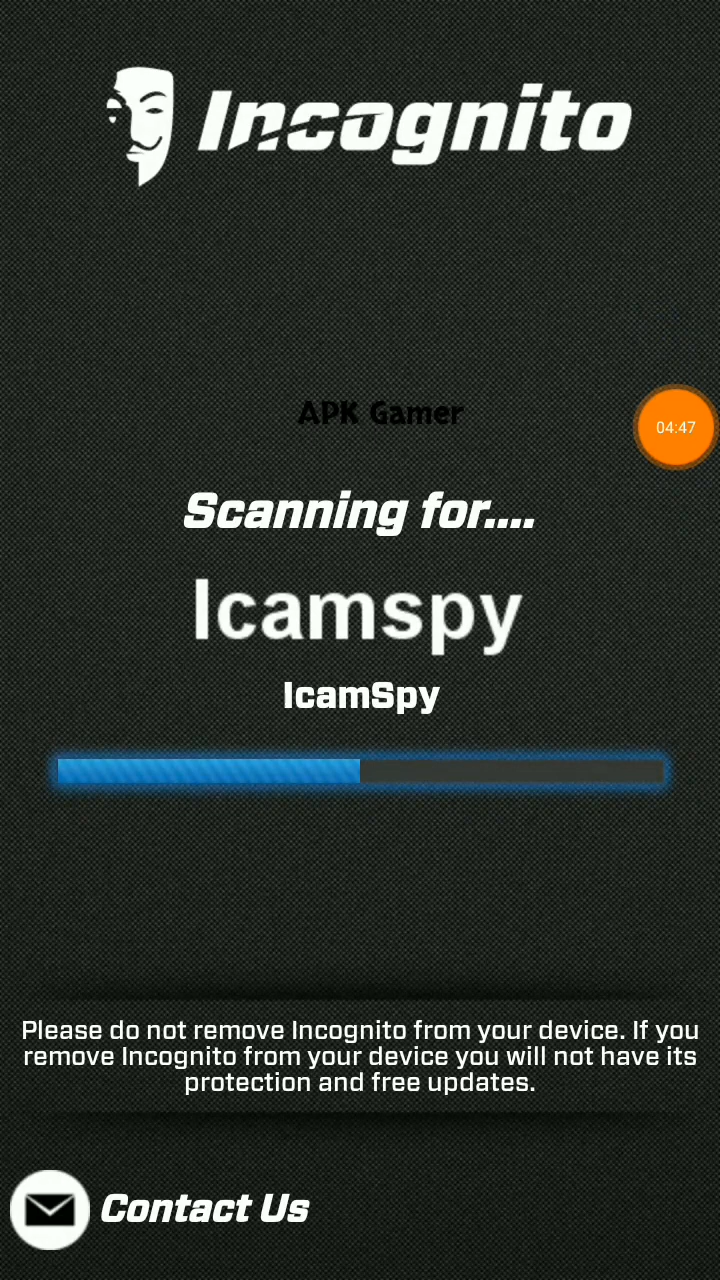 Incognito
APK Gamer
04:47
Scanning for....
Icamspy
IcamSpy
Please do not remove Incognito from your device. If you
remove Incognito from your device you will not have its
protection and free updates.
Contact Us